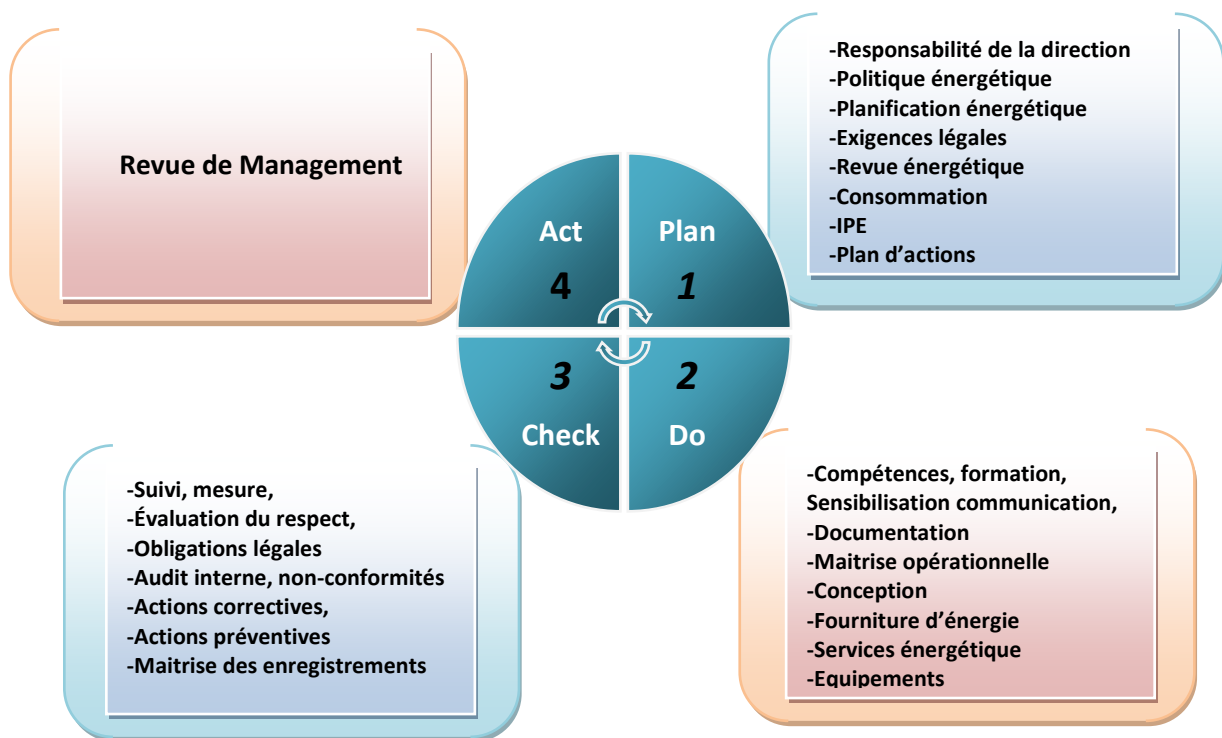 Revue de Management
-Responsabilité de la direction
-Politique énergétique
-Planification énergétique
-Exigences légales
-Revue énergétique
-Consommation
-IPE
-Plan d'actions
Act
4
Plan
1
3
Check
2
Do
-Suivi, mesure,
-Évaluation du respect,
-Obligations légales
-Audit interne, non-conformités
-Actions correctives,
-Actions préventives
-Maitrise des enregistrements
-Compétences, formation,
Sensibilisation communication,
-Documentation
-Maitrise opérationnelle
-Conception
-Fourniture d'énergie
-Services énergétique
-Equipements